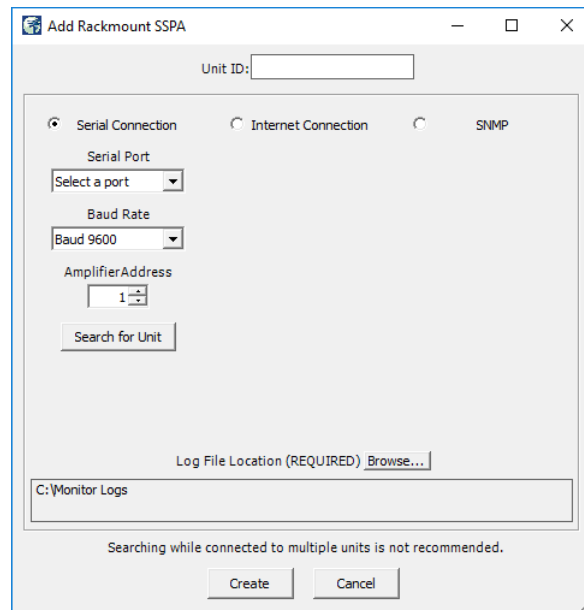 Add Rackmount SSPA
Unit ID:
Serial Connection Internet Connection SNMP
Serial Port
Select a port
Baud Rate
Baud 9600
AmplifierAddress
1
Search for Unit
Log File Location (REQUIRED) Browse...
C:\Monitor Logs
Searching while connected to multiple units is not recommended.
Create Cancel